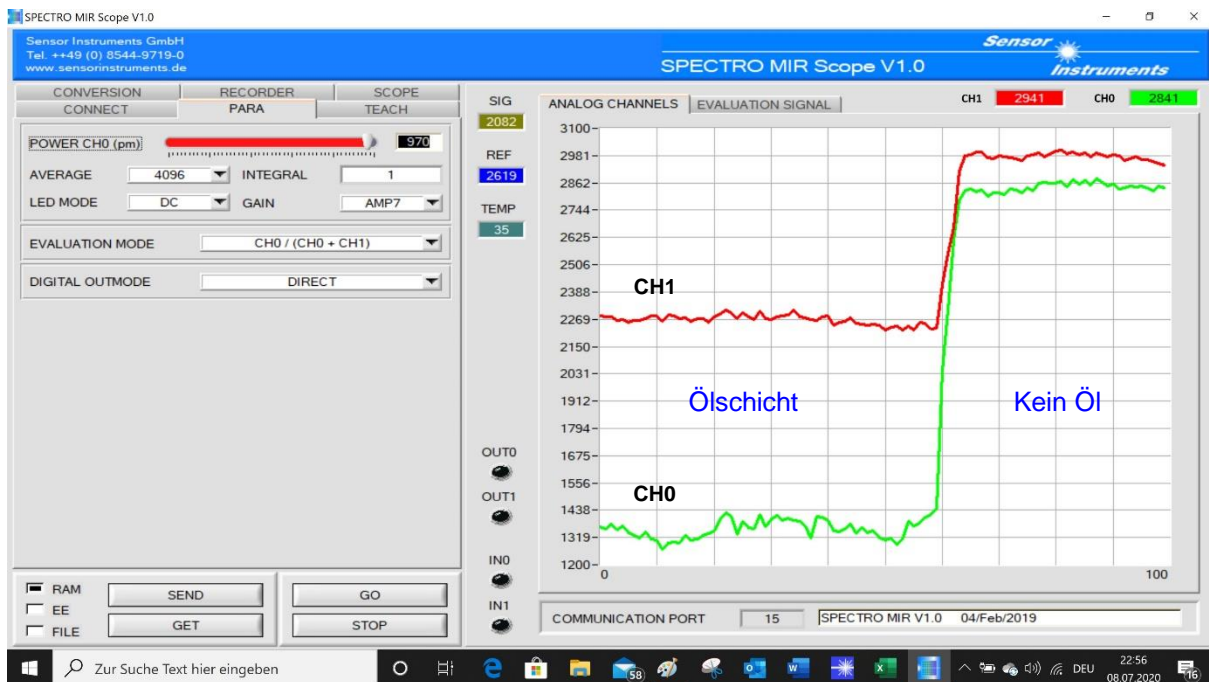 SPECTRO MIR Scope V1.0
Sensor Instruments GmbH
Tel. ++49 (0) 8544-9719-0
www.sensorinstruments.de
SPECTRO MIR Scope V1.0
Sensor
Instruments
CONVERSION RECORDER SCOPE
CONNECT PARA TEACH
POWER CH0 (pm) 970
AVERAGE 4096 INTEGRAL 1
LED MODE DC GAIN AMP7
EVALUATION MODE CH0 / (CH0 + CH1)
DIGITAL OUTMODE DIRECT
RAM
EE
FILE
SEND
GET
GO
STOP
SIG
2082
REF
2619
TEMP
35
OUT0
OUT1
IN0
IN1
ANALOG CHANNELS EVALUATION SIGNAL
CH1 2941 CH0 2841
3100
2981
2862
2744
2625
2506
2388
2269
2150
2031
1912
1794
1675
1556
1438
1319
1200
0 100
CH1
Ölschicht Kein Öl
CH0
COMMUNICATION PORT 15 SPECTRO MIR V1.0 04/Feb/2019
Zur Suche Text hier eingeben
58
DEU
22:56
08.07.2020
16